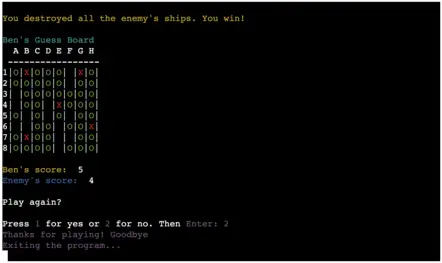 You destroyed all the enemy's ships. You win!
Ben's Guess Board
A B C D E F G H
-----------------
1|O|X|O|O|O| |X|O|
2|O|O|O|O|O| |O|O|
3| |O|O|O|O|O|O|O|
4|O|O| |O|X|O|O|O|
5|O| |O| |O| |O|O|
6| | |O|O| |O|O|X|
7|O|X|O|O| | |O|O|
8|O|O|O|O| |O|O|O|
Ben's score: 5
Enemy's score: 4
Play again?
Press 1 for yes or 2 for no. Then Enter: 2
Thanks for playing! Goodbye
Exiting the program...